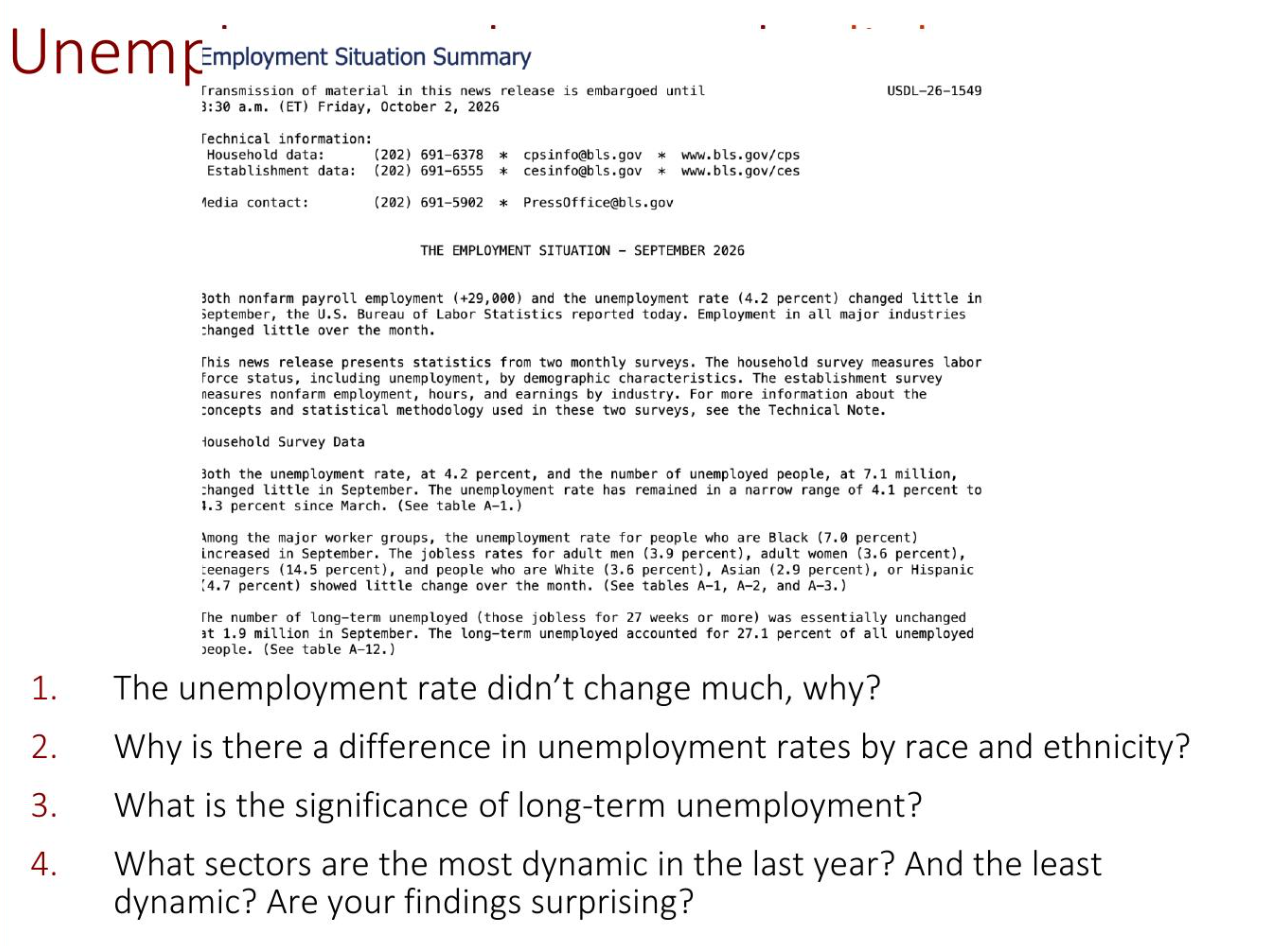 Unemp
Employment Situation Summary
Transmission of material in this news release is embargoed until USDL-26-1549
8:30 a.m. (ET) Friday, October 2, 2026
Technical information:
Household data: (202) 691-6378 * cpsinfo@bls.gov * www.bls.gov/cps
Establishment data: (202) 691-6555 * cesinfo@bls.gov * www.bls.gov/ces
Media contact: (202) 691-5902 * PressOffice@bls.gov
THE EMPLOYMENT SITUATION – SEPTEMBER 2026
Both nonfarm payroll employment (+29,000) and the unemployment rate (4.2 percent) changed little in
September, the U.S. Bureau of Labor Statistics reported today. Employment in all major industries
changed little over the month.
This news release presents statistics from two monthly surveys. The household survey measures labor
force status, including unemployment, by demographic characteristics. The establishment survey
measures nonfarm employment, hours, and earnings by industry. For more information about the
concepts and statistical methodology used in these two surveys, see the Technical Note.
Household Survey Data
Both the unemployment rate, at 4.2 percent, and the number of unemployed people, at 7.1 million,
changed little in September. The unemployment rate has remained in a narrow range of 4.1 percent to
4.3 percent since March. (See table A-1.)
Among the major worker groups, the unemployment rate for people who are Black (7.0 percent)
increased in September. The jobless rates for adult men (3.9 percent), adult women (3.6 percent),
teenagers (14.5 percent), and people who are White (3.6 percent), Asian (2.9 percent), or Hispanic
(4.7 percent) showed little change over the month. (See tables A-1, A-2, and A-3.)
The number of long-term unemployed (those jobless for 27 weeks or more) was essentially unchanged
at 1.9 million in September. The long-term unemployed accounted for 27.1 percent of all unemployed
people. (See table A-12.)
1. The unemployment rate didn't change much, why?
2. Why is there a difference in unemployment rates by race and ethnicity?
3. What is the significance of long-term unemployment?
4. What sectors are the most dynamic in the last year? And the least
dynamic? Are your findings surprising?